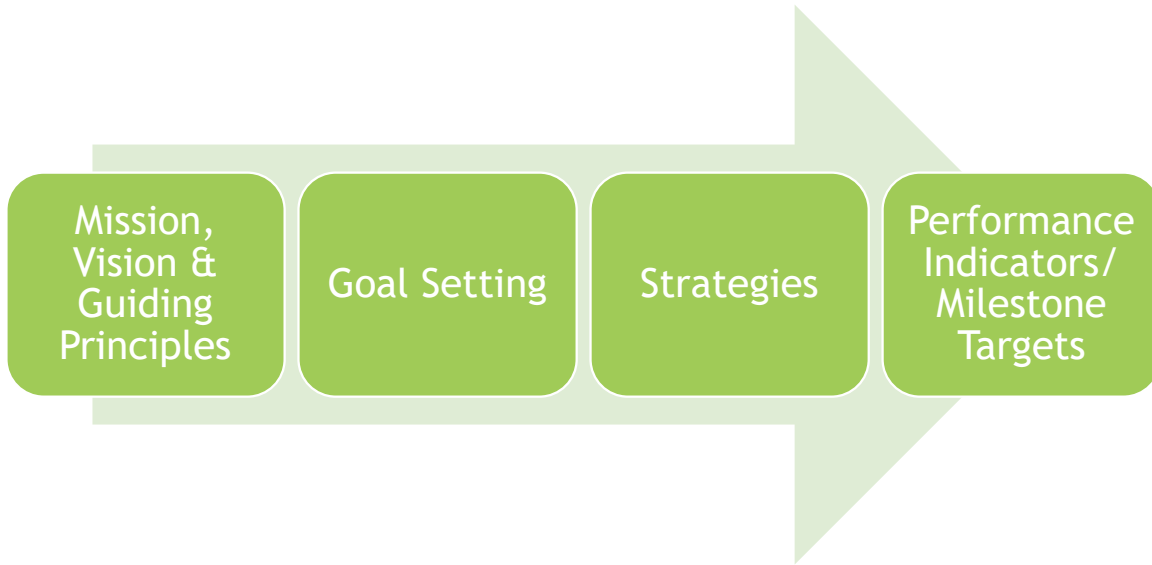 Mission,
Vision &
Guiding
Principles
Goal Setting
Strategies
Performance
Indicators/
Milestone
Targets